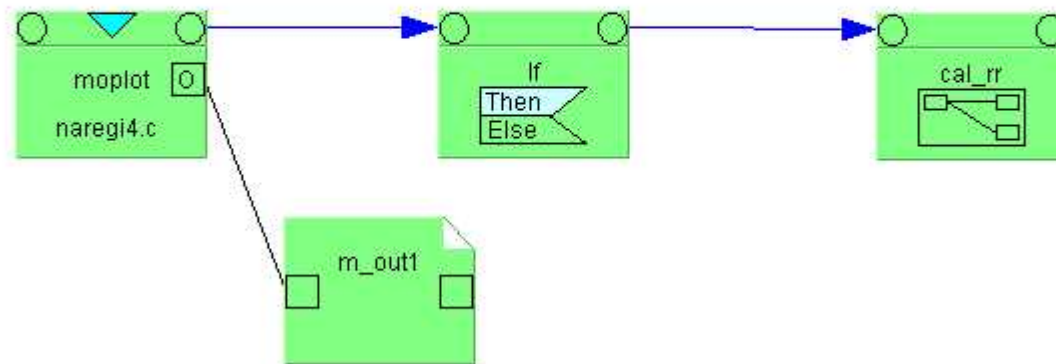 moplot
O
naregi4.c
If
Then
Else
cal_rr
m_out1